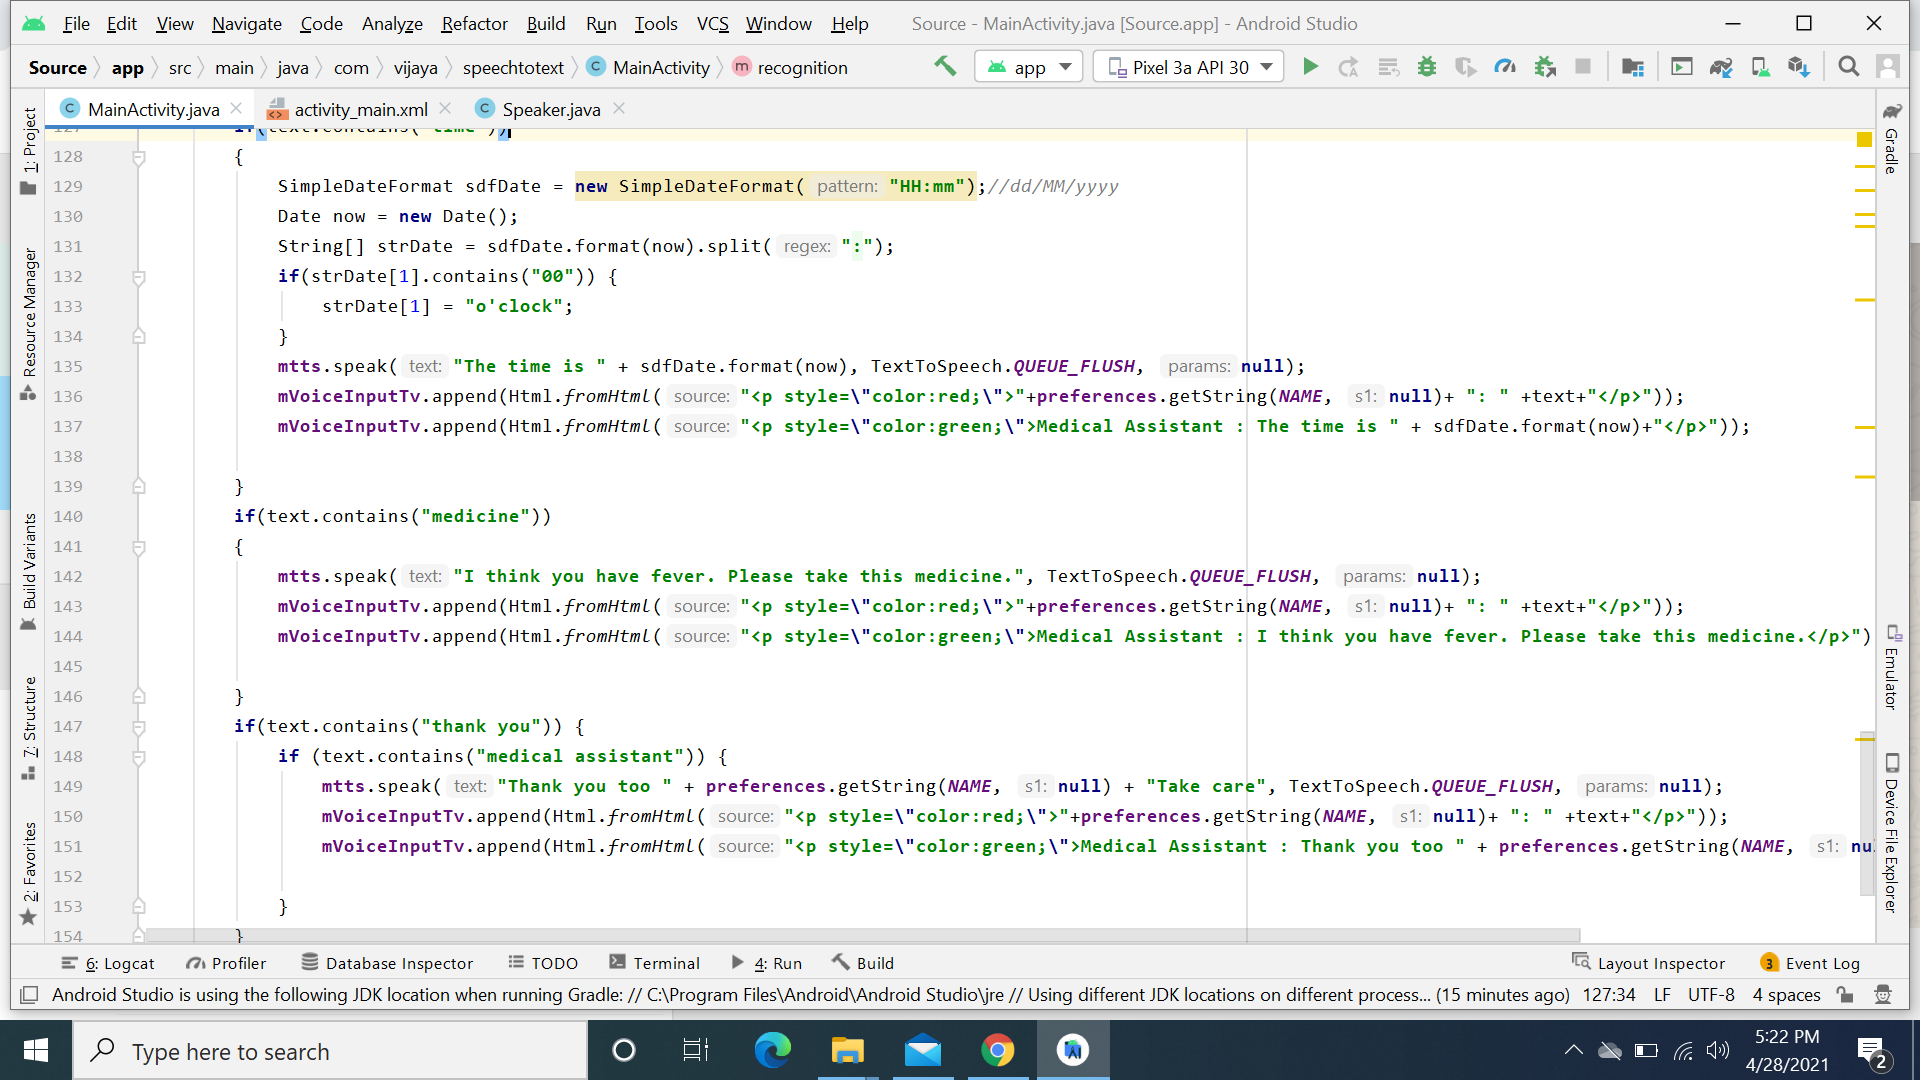 File Edit View Navigate Code Analyze Refactor Build Run Tools VCS Window Help Source - MainActivity.java [Source.app] - Android Studio
Source app src main java com vijaya speechtotext MainActivity recognition app Pixel 3a API 30
MainActivity.java activity_main.xml Speaker.java
127 if(text.contains("time"))
128 {
129 SimpleDateFormat sdfDate = new SimpleDateFormat( pattern: "HH:mm");//dd/MM/yyyy
130 Date now = new Date();
131 String[] strDate = sdfDate.format(now).split( regex: ":");
132 if(strDate[1].contains("00")) {
133 strDate[1] = "o'clock";
134 }
135 mtts.speak( text: "The time is " + sdfDate.format(now), TextToSpeech.QUEUE_FLUSH, params: null);
136 mVoiceInputTv.append(Html.fromHtml( source: "<p style=\"color:red;\">"+preferences.getString(NAME, s1: null)+ ": " +text+"</p>"));
137 mVoiceInputTv.append(Html.fromHtml( source: "<p style=\"color:green;\">Medical Assistant : The time is " + sdfDate.format(now)+"</p>"));
138
139 }
140 if(text.contains("medicine"))
141 {
142 mtts.speak( text: "I think you have fever. Please take this medicine.", TextToSpeech.QUEUE_FLUSH, params: null);
143 mVoiceInputTv.append(Html.fromHtml( source: "<p style=\"color:red;\">"+preferences.getString(NAME, s1: null)+ ": " +text+"</p>"));
144 mVoiceInputTv.append(Html.fromHtml( source: "<p style=\"color:green;\">Medical Assistant : I think you have fever. Please take this medicine.</p>")
145
146 }
147 if(text.contains("thank you")) {
148 if (text.contains("medical assistant")) {
149 mtts.speak( text: "Thank you too " + preferences.getString(NAME, s1: null) + "Take care", TextToSpeech.QUEUE_FLUSH, params: null);
150 mVoiceInputTv.append(Html.fromHtml( source: "<p style=\"color:red;\">"+preferences.getString(NAME, s1: null)+ ": " +text+"</p>"));
151 mVoiceInputTv.append(Html.fromHtml( source: "<p style=\"color:green;\">Medical Assistant : Thank you too " + preferences.getString(NAME, s1: nu
152
153 }
154 }
1: Project
Resource Manager
Build Variants
7: Structure
2: Favorites
Gradle
Emulator
Device File Explorer
6: Logcat Profiler Database Inspector TODO Terminal 4: Run Build Layout Inspector 3 Event Log
Android Studio is using the following JDK location when running Gradle: // C:\Program Files\Android\Android Studio\jre // Using different JDK locations on different process... (15 minutes ago) 127:34 LF UTF-8 4 spaces
Type here to search
5:22 PM
4/28/2021
2